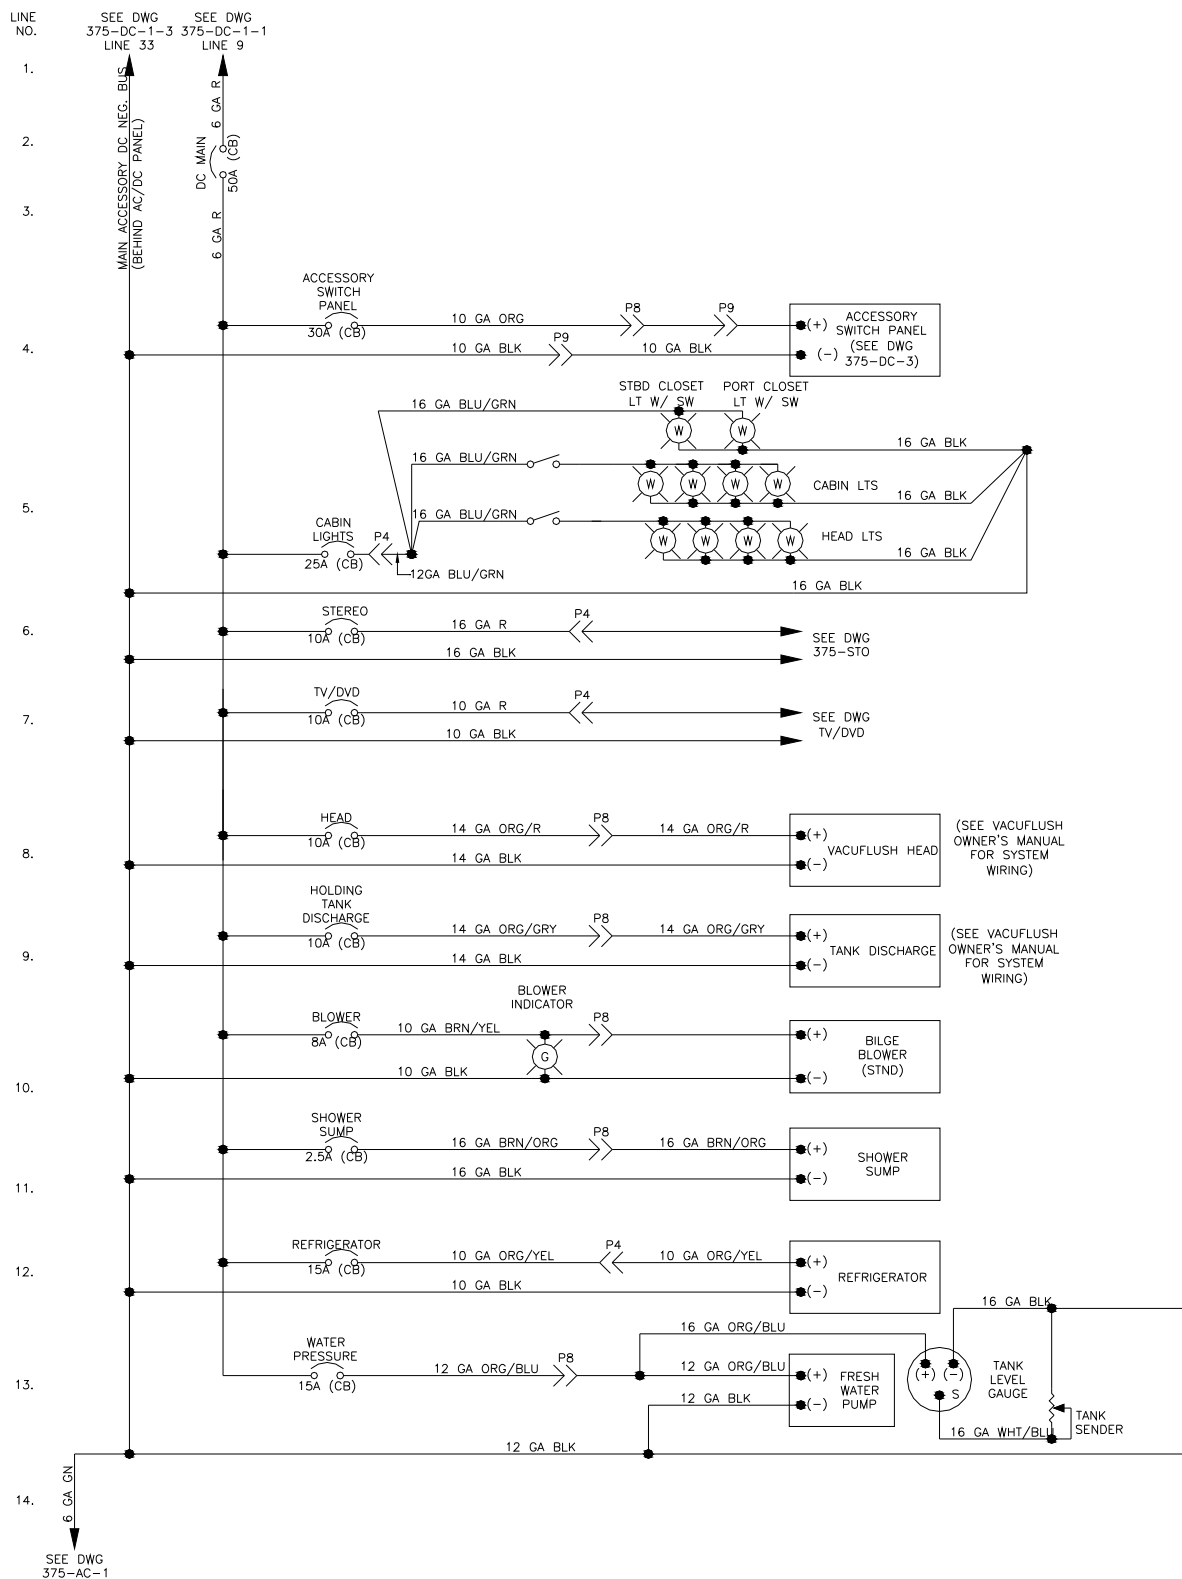 LINE
NO.
SEE DWG
375-DC-1-3
LINE 33
SEE DWG
375-DC-1-1
LINE 9
1.
MAIN ACCESSORY DC NEG. BUS
(BEHIND AC/DC PANEL)
6 GA R
2.
DC MAIN
50A (CB)
3.
6 GA R
ACCESSORY
SWITCH
PANEL
30A (CB)
10 GA ORG
P8
P9
(+)
ACCESSORY
SWITCH PANEL
(SEE DWG
375-DC-3)
4.
10 GA BLK
P9
10 GA BLK
(-)
STBD CLOSET
LT W/ SW
PORT CLOSET
LT W/ SW
16 GA BLU/GRN
W
W
16 GA BLK
16 GA BLU/GRN
W
W
W
W
CABIN LTS
16 GA BLK
5.
16 GA BLU/GRN
CABIN
LIGHTS
P4
25A (CB)
W
W
W
W
HEAD LTS
16 GA BLK
12GA BLU/GRN
16 GA BLK
6.
STEREO
10A (CB)
16 GA R
P4
16 GA BLK
SEE DWG
375-STO
7.
TV/DVD
10A (CB)
10 GA R
P4
10 GA BLK
SEE DWG
TV/DVD
HEAD
10A (CB)
14 GA ORG/R
P8
14 GA ORG/R
(+)
VACUFLUSH HEAD
(-)
(SEE VACUFLUSH
OWNER'S MANUAL
FOR SYSTEM
WIRING)
8.
14 GA BLK
HOLDING
TANK
DISCHARGE
10A (CB)
14 GA ORG/GRY
P8
14 GA ORG/GRY
(+)
TANK DISCHARGE
(-)
(SEE VACUFLUSH
OWNER'S MANUAL
FOR SYSTEM
WIRING)
9.
14 GA BLK
BLOWER
INDICATOR
BLOWER
8A (CB)
10 GA BRN/YEL
P8
G
(+)
BILGE
BLOWER
(STND)
(-)
10 GA BLK
10.
SHOWER
SUMP
2.5A (CB)
16 GA BRN/ORG
P8
16 GA BRN/ORG
(+)
SHOWER
SUMP
(-)
16 GA BLK
11.
REFRIGERATOR
15A (CB)
10 GA ORG/YEL
P4
10 GA ORG/YEL
(+)
REFRIGERATOR
(-)
12.
10 GA BLK
16 GA BLK
16 GA ORG/BLU
WATER
PRESSURE
15A (CB)
12 GA ORG/BLU
P8
12 GA ORG/BLU
(+)
FRESH
WATER
PUMP
(-)
(+) (-)
S
TANK
LEVEL
GAUGE
13.
12 GA BLK
16 GA WHT/BLU
TANK
SENDER
12 GA BLK
14.
6 GA GN
SEE DWG
375-AC-1